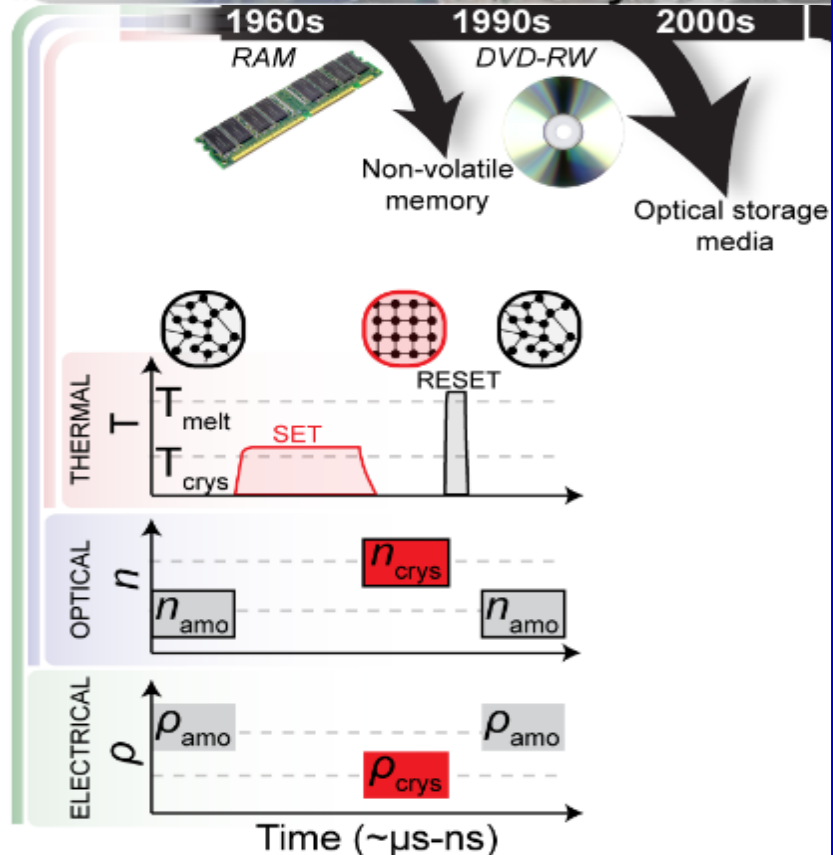 1960s 1990s 2000s
RAM DVD-RW
Non-volatile
memory
Optical storage
media
RESET
THERMAL
T
T melt
SET
T crys
OPTICAL
n
n crys
n amo n amo
ELECTRICAL
ρ
ρ amo ρ amo
ρ crys
Time (~µs-ns)